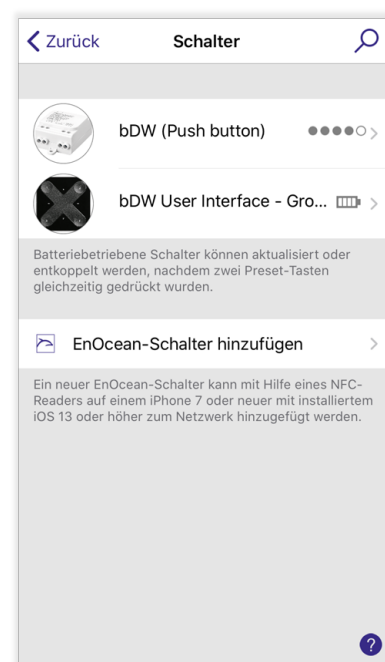 Zurück
Schalter
bDW (Push button)
bDW User Interface - Gro...
Batteriebetriebene Schalter können aktualisiert oder
entkoppelt werden, nachdem zwei Preset-Tasten
gleichzeitig gedrückt wurden.
EnOcean-Schalter hinzufügen
Ein neuer EnOcean-Schalter kann mit Hilfe eines NFC-
Readers auf einem iPhone 7 oder neuer mit installiertem
iOS 13 oder höher zum Netzwerk hinzugefügt werden.
?